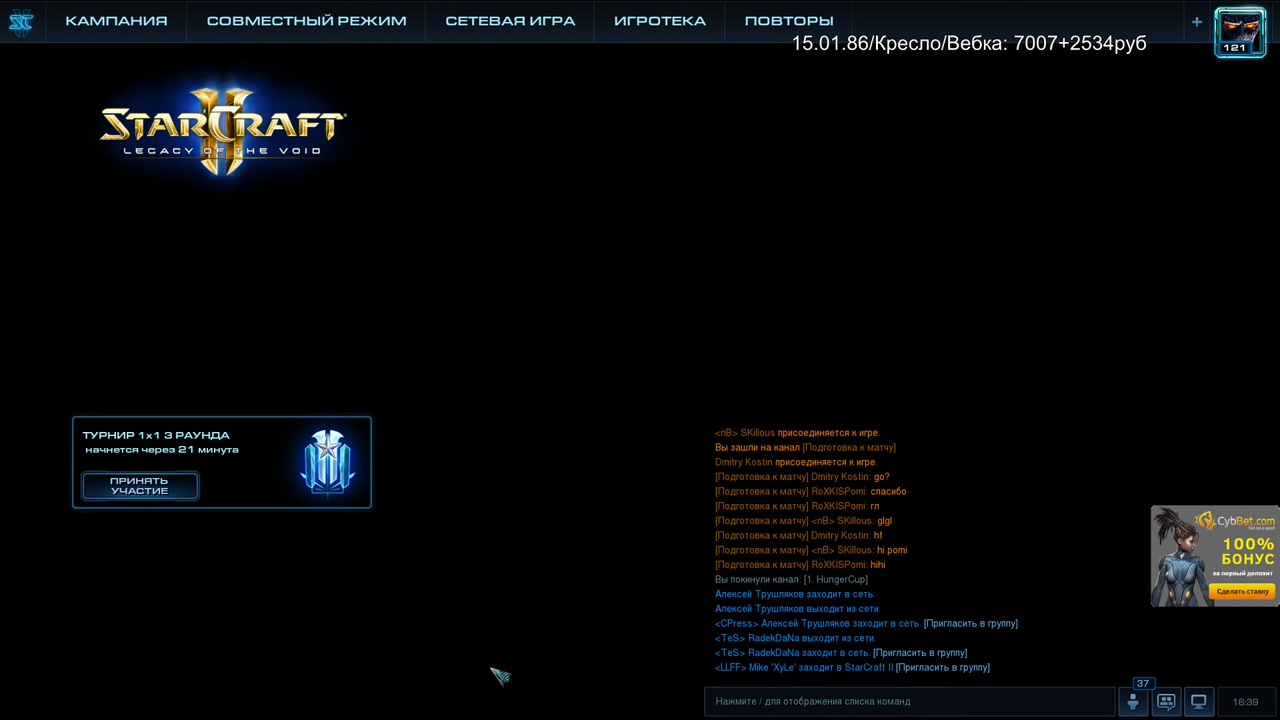 КАМПАНИЯ
СОВМЕСТНЫЙ РЕЖИМ
СЕТЕВАЯ ИГРА
ИГРОТЕКА
ПОВТОРЫ
+
121
15.01.86/Кресло/Вебка: 7007+2534руб
STARCRAFT
II
LEGACY OF THE VOID
ТУРНИР 1х1 3 РАУНДА
начнется через 21 минута
ПРИНЯТЬ
УЧАСТИЕ
<nB> SKillous присоединяется к игре.
Вы зашли на канал [Подготовка к матчу]
Dmitry Kostin присоединяется к игре.
[Подготовка к матчу] Dmitry Kostin: go?
[Подготовка к матчу] RoXKISPomi: спасибо
[Подготовка к матчу] RoXKISPomi: гл
[Подготовка к матчу] <nB> SKillous: glgl
[Подготовка к матчу] Dmitry Kostin: hf
[Подготовка к матчу] <nB> SKillous: hi pomi
[Подготовка к матчу] RoXKISPomi: hihi
Вы покинули канал: [1. HungerCup]
Алексей Трушляков заходит в сеть.
Алексей Трушляков выходит из сети.
<CPress> Алексей Трушляков заходит в сеть. [Пригласить в группу]
<TeS> RadekDaNa выходит из сети.
<TeS> RadekDaNa заходит в сеть. [Пригласить в группу]
<LLFF> Mike 'XyLe' заходит в StarCraft II [Пригласить в группу]
CybBet.com
100%
БОНУС
за первый депозит
Сделать ставку
37
Нажмите / для отображения списка команд
16:39